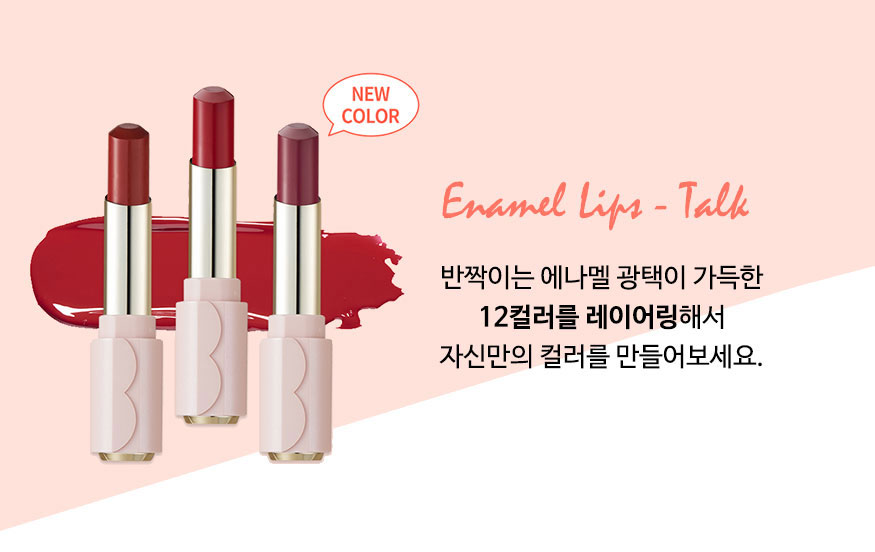 NEW
COLOR
Enamel Lips - Talk
반짝이는 에나멜 광택이 가득한
12컬러를 레이어링해서
자신만의 컬러를 만들어보세요.